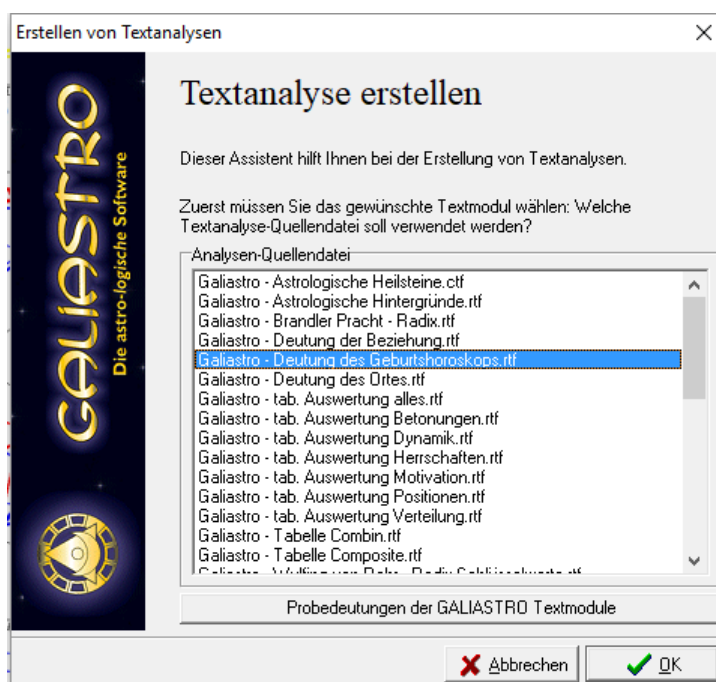 Erstellen von Textanalysen
GALIASTRO
Die astro-logische Software
Textanalyse erstellen
Dieser Assistent hilft Ihnen bei der Erstellung von Textanalysen.
Zuerst müssen Sie das gewünschte Textmodul wählen: Welche
Textanalyse-Quellendatei soll verwendet werden?
Analysen-Quellendatei
Galiastro - Astrologische Heilsteine.ctf
Galiastro - Astrologische Hintergründe.rtf
Galiastro - Brandler Pracht - Radix.rtf
Galiastro - Deutung der Beziehung.rtf
Galiastro - Deutung des Geburtshoroskops.rtf
Galiastro - Deutung des Ortes.rtf
Galiastro - tab. Auswertung alles.rtf
Galiastro - tab. Auswertung Betonungen.rtf
Galiastro - tab. Auswertung Dynamik.rtf
Galiastro - tab. Auswertung Herrschaften.rtf
Galiastro - tab. Auswertung Motivation.rtf
Galiastro - tab. Auswertung Positionen.rtf
Galiastro - tab. Auswertung Verteilung.rtf
Galiastro - Tabelle Combin.rtf
Galiastro - Tabelle Composite.rtf
Probedeutungen der GALIASTRO Textmodule
Abbrechen
OK